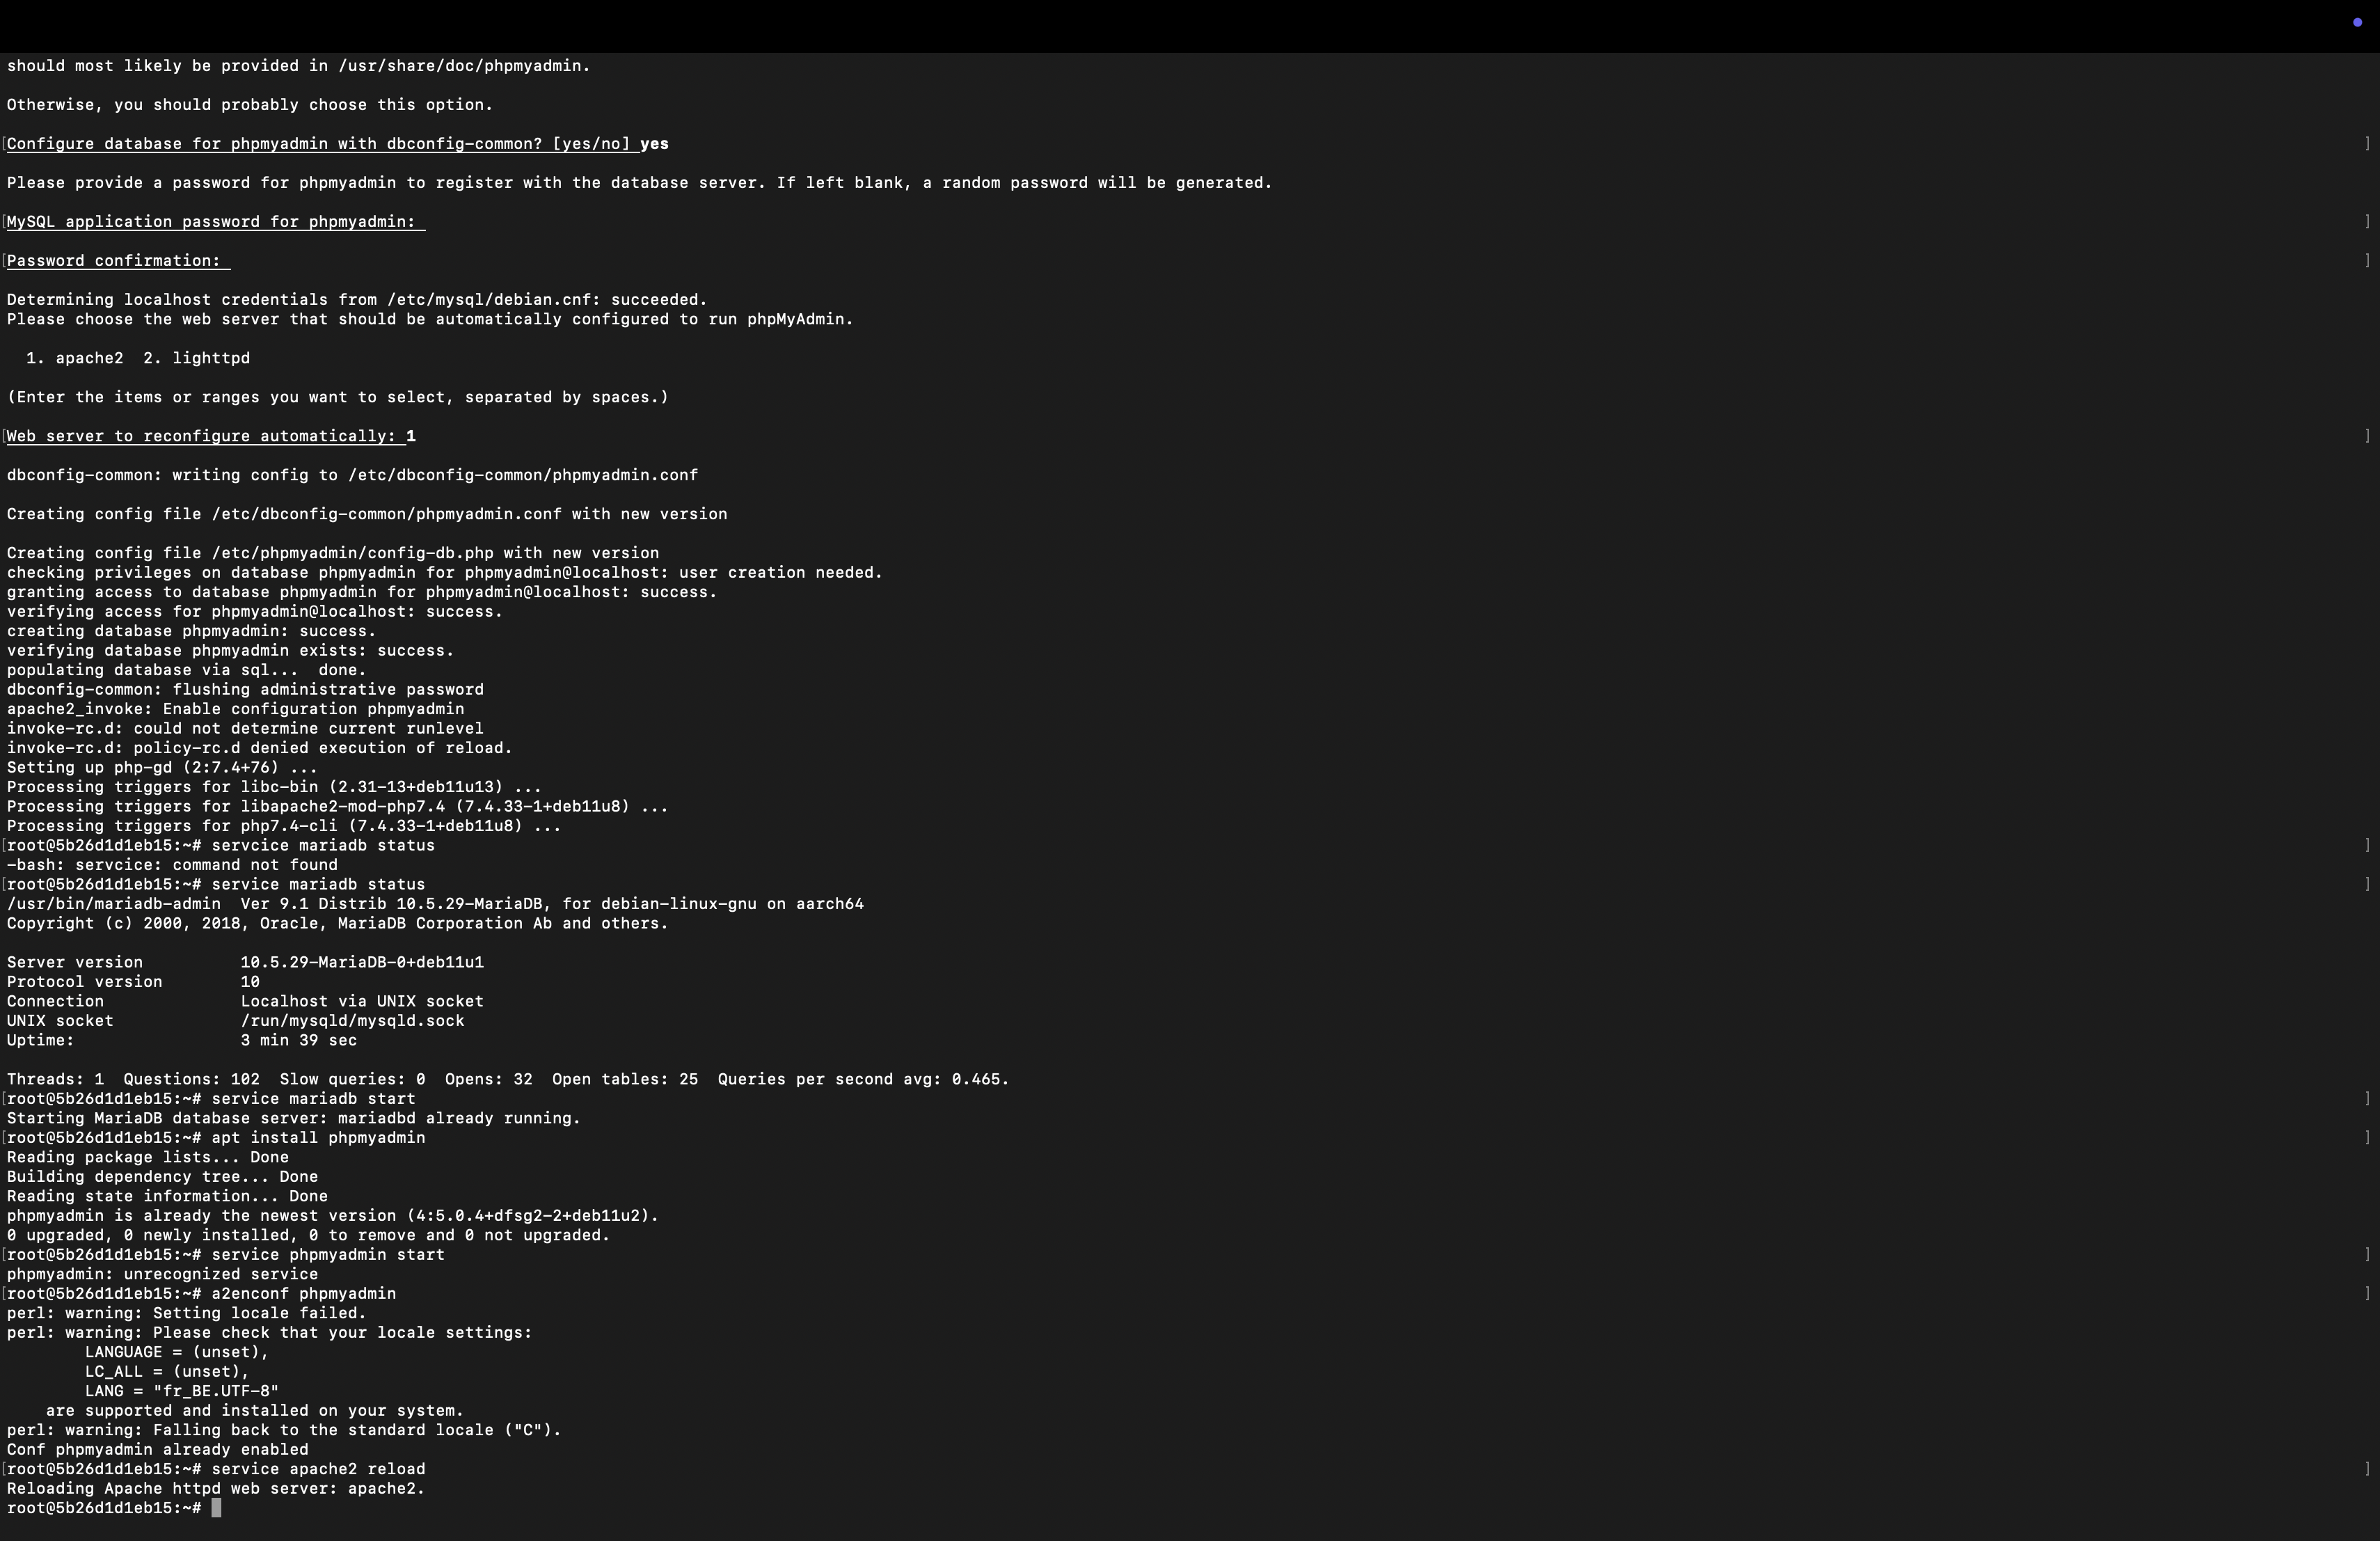 should most likely be provided in /usr/share/doc/phpmyadmin.
Otherwise, you should probably choose this option.
[Configure database for phpmyadmin with dbconfig-common? [yes/no] yes ]
Please provide a password for phpmyadmin to register with the database server. If left blank, a random password will be generated.
[MySQL application password for phpmyadmin: ]
[Password confirmation: ]
Determining localhost credentials from /etc/mysql/debian.cnf: succeeded.
Please choose the web server that should be automatically configured to run phpMyAdmin.
  1. apache2  2. lighttpd
(Enter the items or ranges you want to select, separated by spaces.)
[Web server to reconfigure automatically: 1 ]
dbconfig-common: writing config to /etc/dbconfig-common/phpmyadmin.conf
Creating config file /etc/dbconfig-common/phpmyadmin.conf with new version
Creating config file /etc/phpmyadmin/config-db.php with new version
checking privileges on database phpmyadmin for phpmyadmin@localhost: user creation needed.
granting access to database phpmyadmin for phpmyadmin@localhost: success.
verifying access for phpmyadmin@localhost: success.
creating database phpmyadmin: success.
verifying database phpmyadmin exists: success.
populating database via sql...  done.
dbconfig-common: flushing administrative password
apache2_invoke: Enable configuration phpmyadmin
invoke-rc.d: could not determine current runlevel
invoke-rc.d: policy-rc.d denied execution of reload.
Setting up php-gd (2:7.4+76) ...
Processing triggers for libc-bin (2.31-13+deb11u13) ...
Processing triggers for libapache2-mod-php7.4 (7.4.33-1+deb11u8) ...
Processing triggers for php7.4-cli (7.4.33-1+deb11u8) ...
[root@5b26d1d1eb15:~# servcice mariadb status ]
-bash: servcice: command not found
[root@5b26d1d1eb15:~# service mariadb status ]
/usr/bin/mariadb-admin  Ver 9.1 Distrib 10.5.29-MariaDB, for debian-linux-gnu on aarch64
Copyright (c) 2000, 2018, Oracle, MariaDB Corporation Ab and others.
Server version          10.5.29-MariaDB-0+deb11u1
Protocol version        10
Connection              Localhost via UNIX socket
UNIX socket             /run/mysqld/mysqld.sock
Uptime:                 3 min 39 sec
Threads: 1  Questions: 102  Slow queries: 0  Opens: 32  Open tables: 25  Queries per second avg: 0.465.
[root@5b26d1d1eb15:~# service mariadb start ]
Starting MariaDB database server: mariadbd already running.
[root@5b26d1d1eb15:~# apt install phpmyadmin ]
Reading package lists... Done
Building dependency tree... Done
Reading state information... Done
phpmyadmin is already the newest version (4:5.0.4+dfsg2-2+deb11u2).
0 upgraded, 0 newly installed, 0 to remove and 0 not upgraded.
[root@5b26d1d1eb15:~# service phpmyadmin start ]
phpmyadmin: unrecognized service
[root@5b26d1d1eb15:~# a2enconf phpmyadmin ]
perl: warning: Setting locale failed.
perl: warning: Please check that your locale settings:
        LANGUAGE = (unset),
        LC_ALL = (unset),
        LANG = "fr_BE.UTF-8"
    are supported and installed on your system.
perl: warning: Falling back to the standard locale ("C").
Conf phpmyadmin already enabled
[root@5b26d1d1eb15:~# service apache2 reload ]
Reloading Apache httpd web server: apache2.
root@5b26d1d1eb15:~#